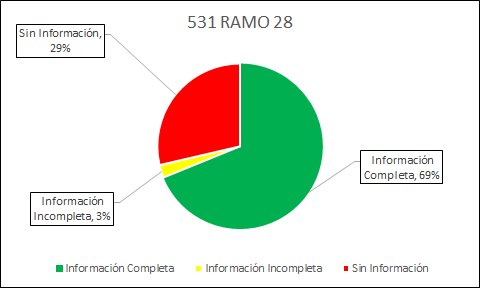 531 RAMO 28
Sin Información,
29%
Información
Completa, 69%
Información
Incompleta, 3%
Información Completa
Información Incompleta
Sin Información